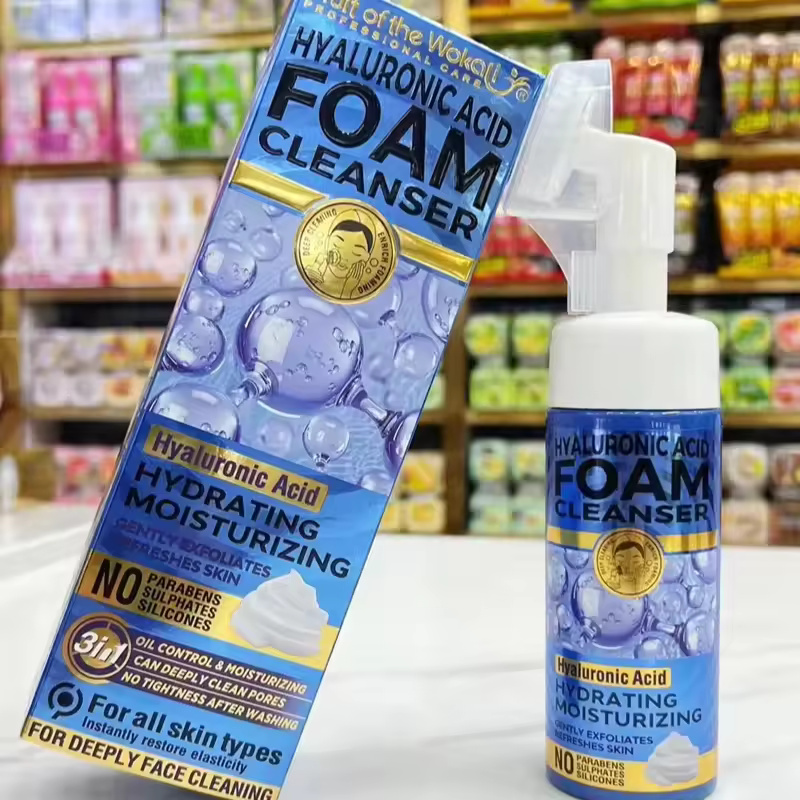 of the Wokali
PROFESSIONAL CARE
HYALURONIC ACID
FOAM
CLEANSER
DEEP CLEANING
ENRICH FOAMING
Hyaluronic Acid
HYDRATING
MOISTURIZING
GENTLY EXFOLIATES
REFRESHES SKIN
NO PARABENS
SULPHATES
SILICONES
3in1
OIL CONTROL & MOISTURIZING
CAN DEEPLY CLEAN PORES
NO TIGHTNESS AFTER WASHING
For all skin types
Instantly restore elasticity
FOR DEEPLY FACE CLEANING
HYALURONIC ACID
FOAM
CLEANSER
Hyaluronic Acid
HYDRATING
MOISTURIZING
GENTLY EXFOLIATES
REFRESHES SKIN
NO PARABENS
SULPHATES
SILICONES